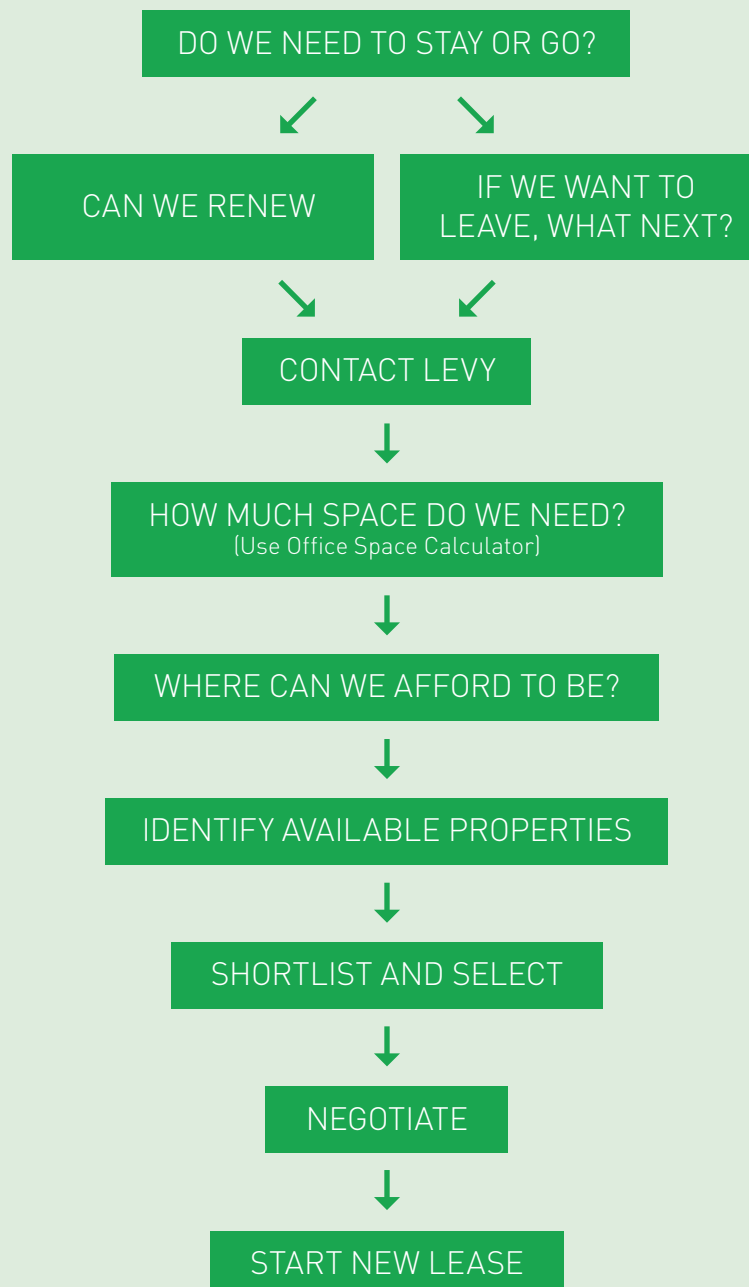 DO WE NEED TO STAY OR GO?
CAN WE RENEW
IF WE WANT TO
LEAVE, WHAT NEXT?
CONTACT LEVY
HOW MUCH SPACE DO WE NEED?
(Use Office Space Calculator)
WHERE CAN WE AFFORD TO BE?
IDENTIFY AVAILABLE PROPERTIES
SHORTLIST AND SELECT
NEGOTIATE
START NEW LEASE